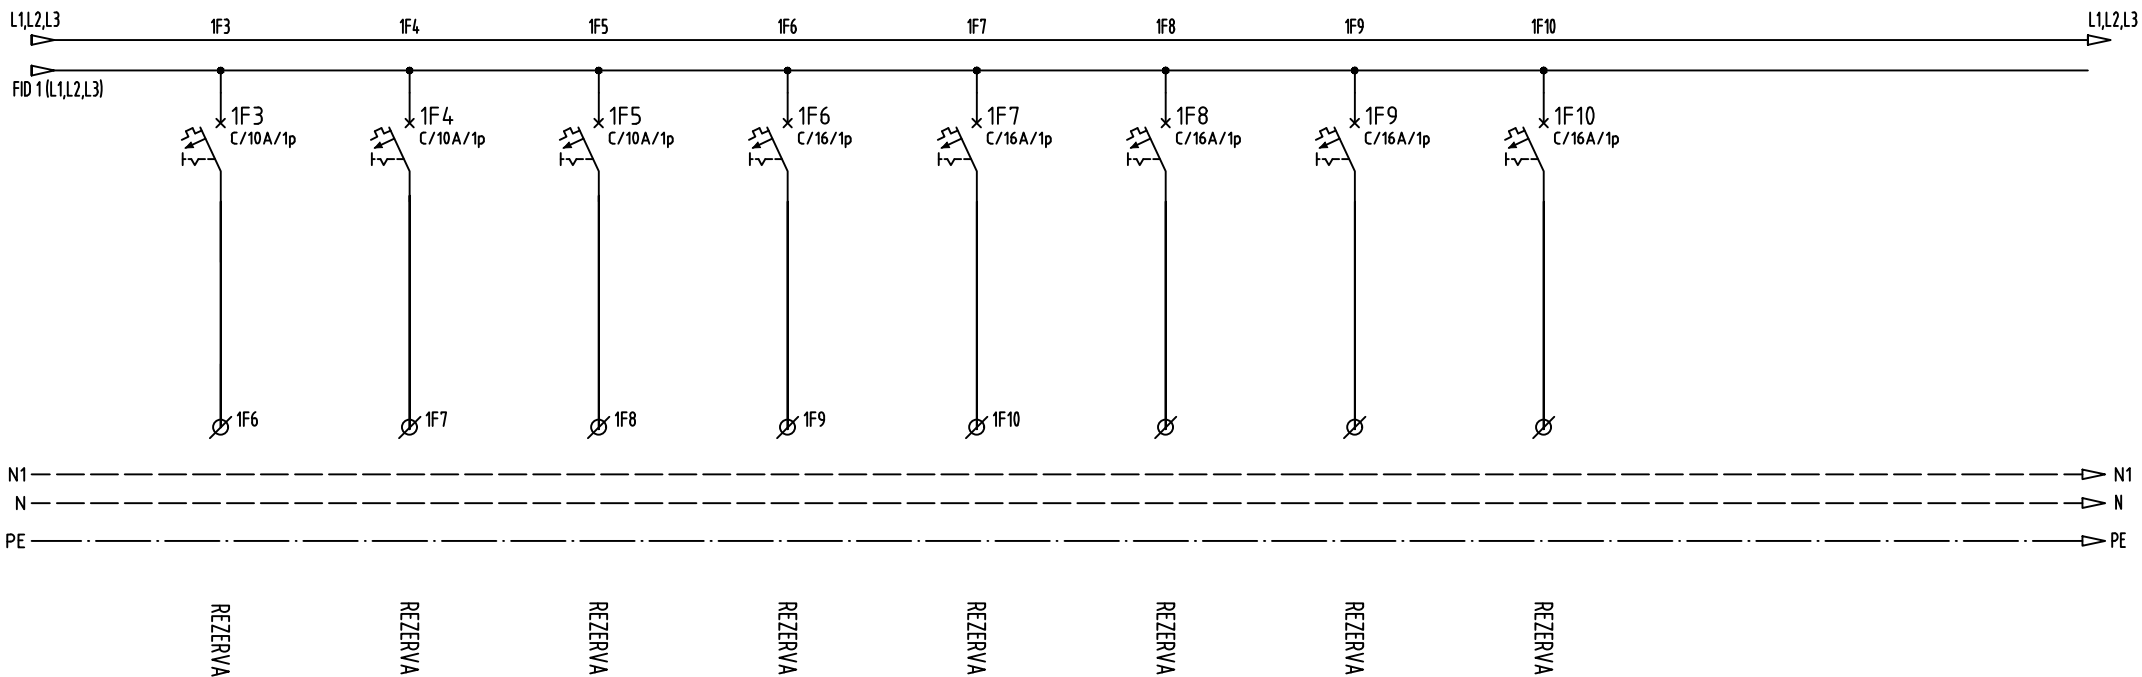 L1,L2,L3 1F3 1F4 1F5 1F6 1F7 1F8 1F9 1F10 L1,L2,L3
FID 1 (L1,L2,L3)
1F3 1F4 1F5 1F6 1F7 1F8 1F9 1F10
C/10A/1p C/10A/1p C/10A/1p C/16/1p C/16A/1p C/16A/1p C/16A/1p C/16A/1p
1F6 1F7 1F8 1F9 1F10
N1 N1
N N
PE PE
REZERVA REZERVA REZERVA REZERVA REZERVA REZERVA REZERVA REZERVA